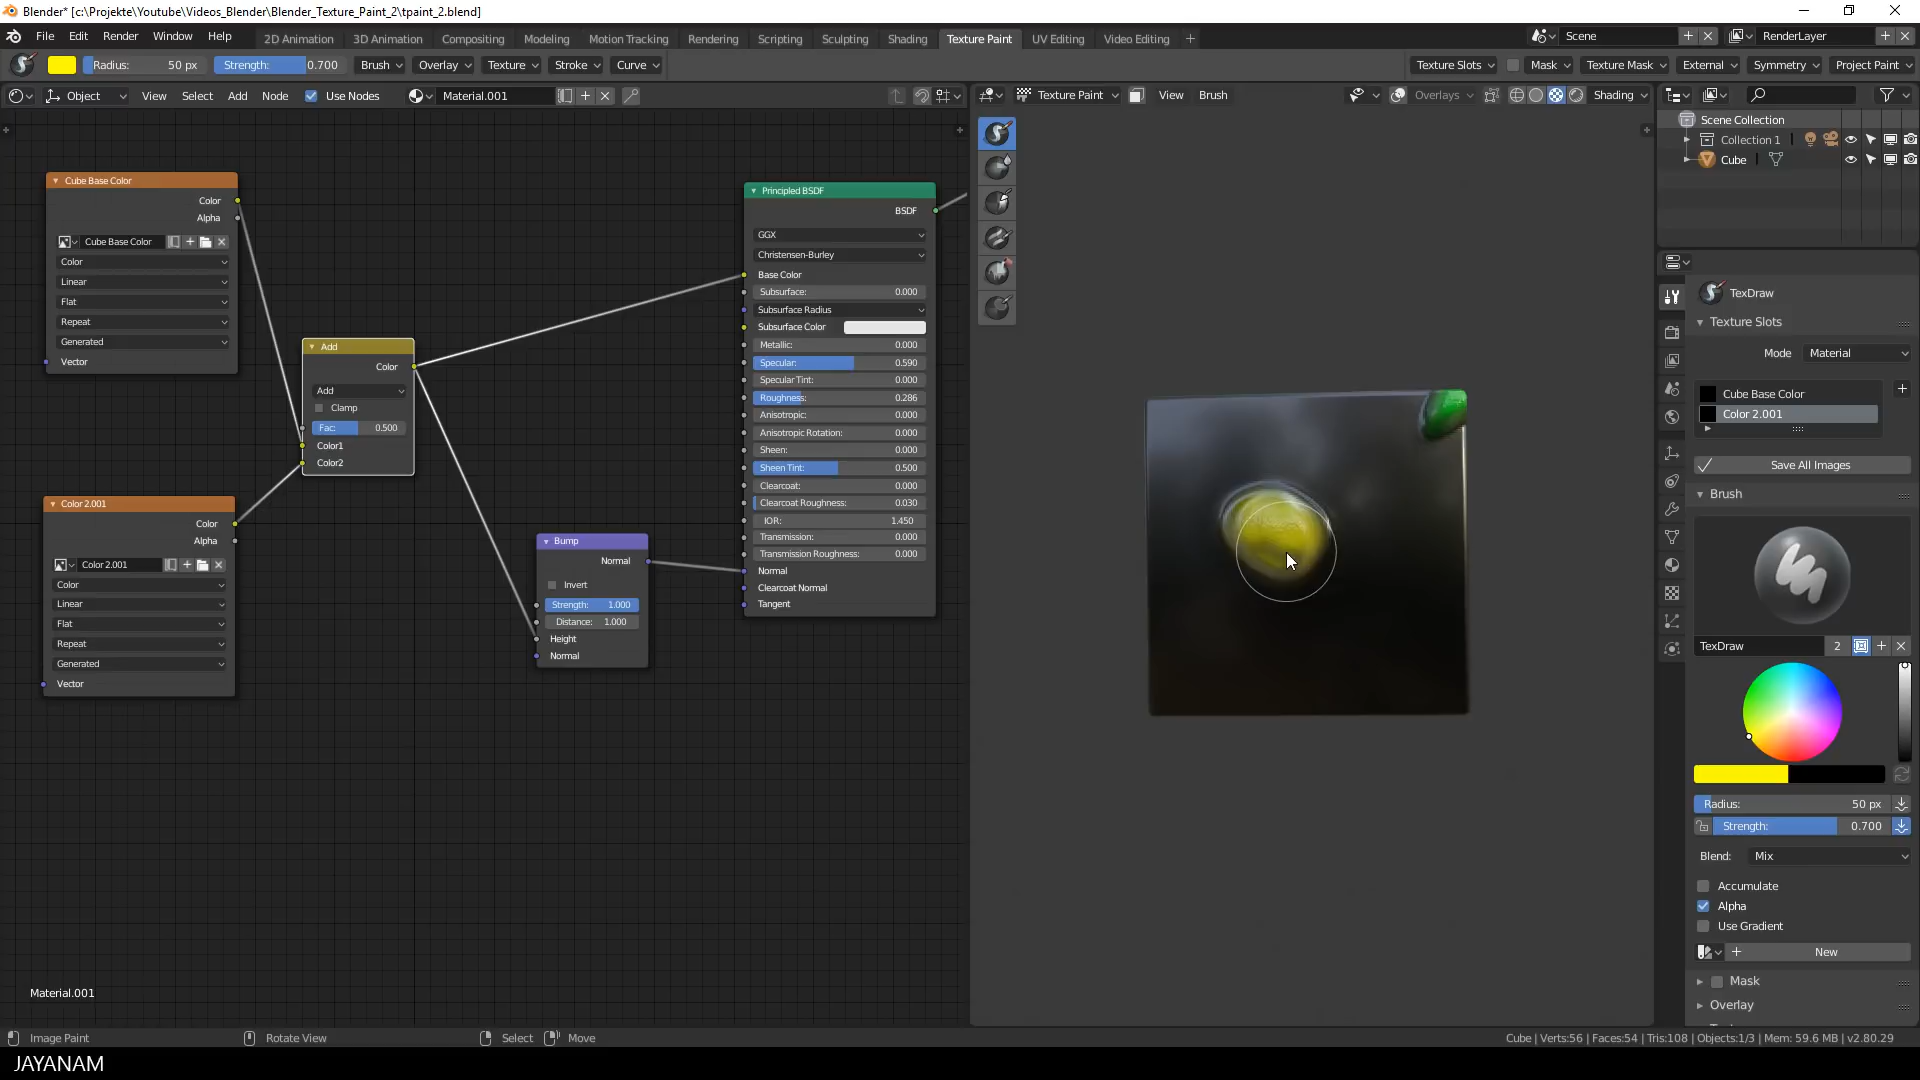 Blender* [c:\Projekte\Youtube\Videos_Blender\Blender_Texture_Paint_2\tpaint_2.blend]
File Edit Render Window Help 2D Animation 3D Animation Compositing Modeling Motion Tracking Rendering Scripting Sculpting Shading Texture Paint UV Editing Video Editing Scene RenderLayer
Radius: 50 px Strength: 0.700 Brush Overlay Texture Stroke Curve Texture Slots Mask Texture Mask External Symmetry Project Paint
Object View Select Add Node Use Nodes Material.001 Texture Paint View Brush Overlays Shading
Scene Collection
Collection 1
Cube
Cube Base Color
Color
Alpha
Cube Base Color
Color
Linear
Flat
Repeat
Generated
Vector
Add
Color
Add
Clamp
Fac: 0.500
Color1
Color2
Color 2.001
Color
Alpha
Color 2.001
Color
Linear
Flat
Repeat
Generated
Vector
Bump
Normal
Invert
Strength: 1.000
Distance: 1.000
Height
Normal
Principled BSDF
BSDF
GGX
Christensen-Burley
Base Color
Subsurface: 0.000
Subsurface Radius
Subsurface Color
Metallic: 0.000
Specular: 0.590
Specular Tint: 0.000
Roughness: 0.286
Anisotropic: 0.000
Anisotropic Rotation: 0.000
Sheen: 0.000
Sheen Tint: 0.500
Clearcoat: 0.000
Clearcoat Roughness: 0.030
IOR: 1.450
Transmission: 0.000
Transmission Roughness: 0.000
Normal
Clearcoat Normal
Tangent
TexDraw
Texture Slots
Mode Material
Cube Base Color
Color 2.001
Save All Images
Brush
TexDraw 2
Radius: 50 px
Strength: 0.700
Blend: Mix
Accumulate
Alpha
Use Gradient
New
Mask
Overlay
Material.001
Image Paint Rotate View Select Move Cube | Verts:56 | Faces:54 | Tris:108 | Objects:1/3 | Mem: 59.6 MB | v2.80.29
JAYANAM